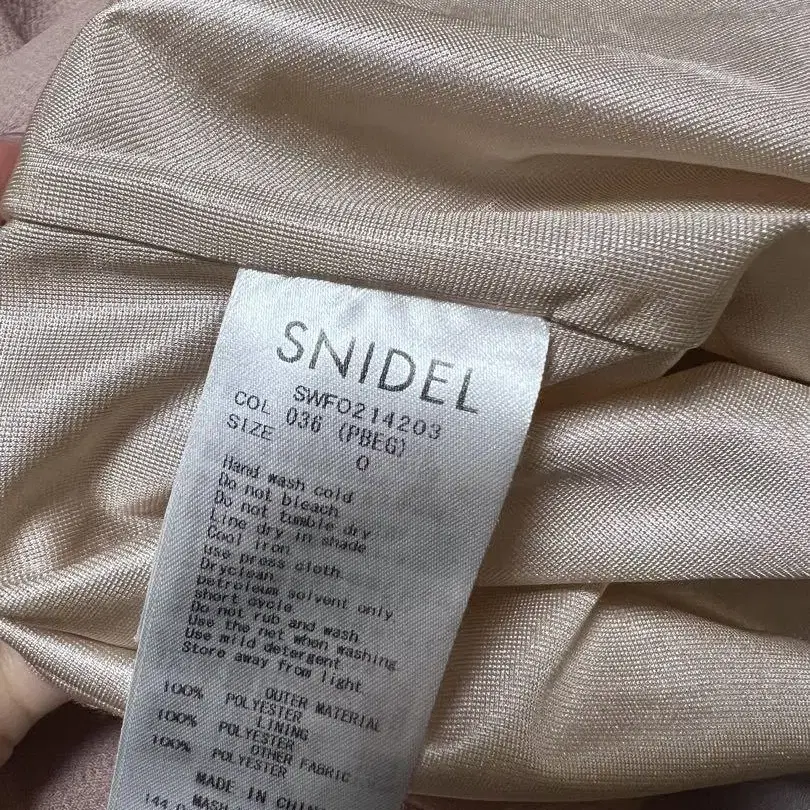 SNIDEL
SWFO214203
COL 036 (PBEG)
SIZE 0
Hand wash cold
Do not bleach
Do not tumble dry
Line dry in shade
Cool iron
use press cloth.
Dryclean
petroleum solvent only.
short cycle
Do not rub and wash
Use the net when washing
Use mild detergent
Store away from light
OUTER MATERIAL
100% POLYESTER
LINING
100% POLYESTER
OTHER FABRIC
100% POLYESTER
MADE IN CHINA
WASH
144